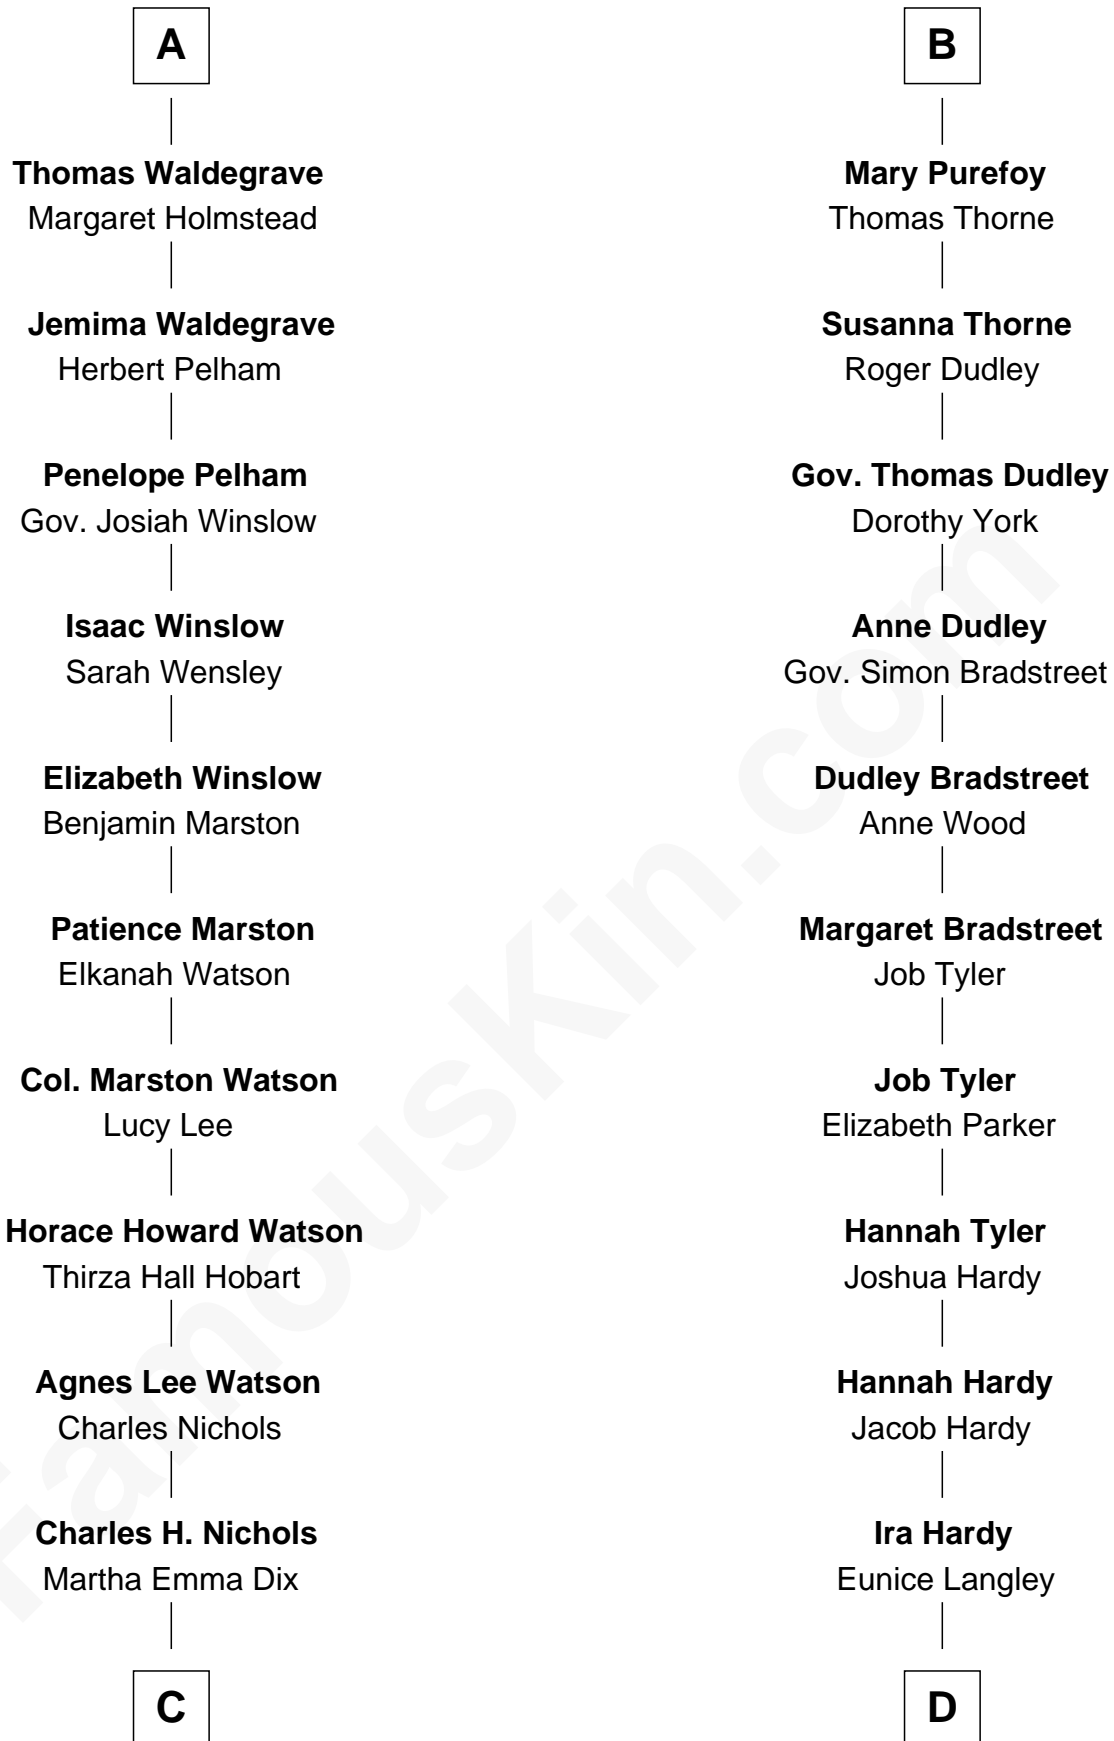 A
Thomas Waldegrave
Margaret Holmstead
Jemima Waldegrave
Herbert Pelham
Penelope Pelham
Gov. Josiah Winslow
Isaac Winslow
Sarah Wensley
Elizabeth Winslow
Benjamin Marston
Patience Marston
Elkanah Watson
Col. Marston Watson
Lucy Lee
Horace Howard Watson
Thirza Hall Hobart
Agnes Lee Watson
Charles Nichols
Charles H. Nichols
Martha Emma Dix
C
B
Mary Purefoy
Thomas Thorne
Susanna Thorne
Roger Dudley
Gov. Thomas Dudley
Dorothy York
Anne Dudley
Gov. Simon Bradstreet
Dudley Bradstreet
Anne Wood
Margaret Bradstreet
Job Tyler
Job Tyler
Elizabeth Parker
Hannah Tyler
Joshua Hardy
Hannah Hardy
Jacob Hardy
Ira Hardy
Eunice Langley
D
FamousKin.com